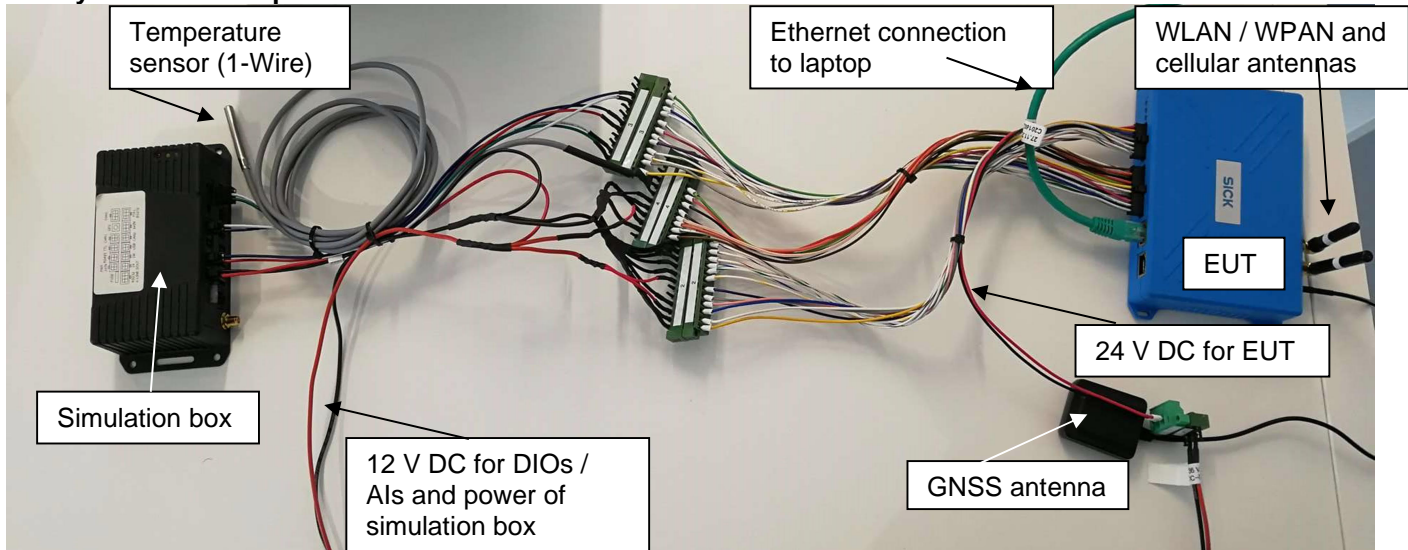 Temperature
sensor (1-Wire)
Ethernet connection
to laptop
WLAN / WPAN and
cellular antennas
SICK
EUT
24 V DC for EUT
Simulation box
12 V DC for DIOs /
AIs and power of
simulation box
GNSS antenna